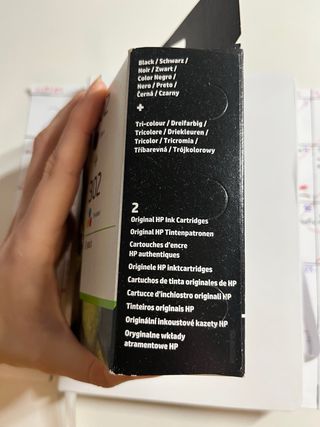 Black / Schwarz /
Noir / Zwart /
Color Negro /
Nero / Preto /
Černá / Czarny
+
Tri-colour / Dreifarbig /
Tricolore / Driekleuren /
Tricolor / Tricromia /
Tříbarevná / Trójkolorowy
302
2
Original HP Ink Cartridges
Original HP Tintenpatronen
Cartouches d'encre
HP authentiques
Originele HP inktcartridges
Cartuchos de tinta originales de HP
Cartucce d'inchiostro originali HP
Tinteiros originais HP
Originální inkoustové kazety HP
Oryginalne wkłady
atramentowe HP